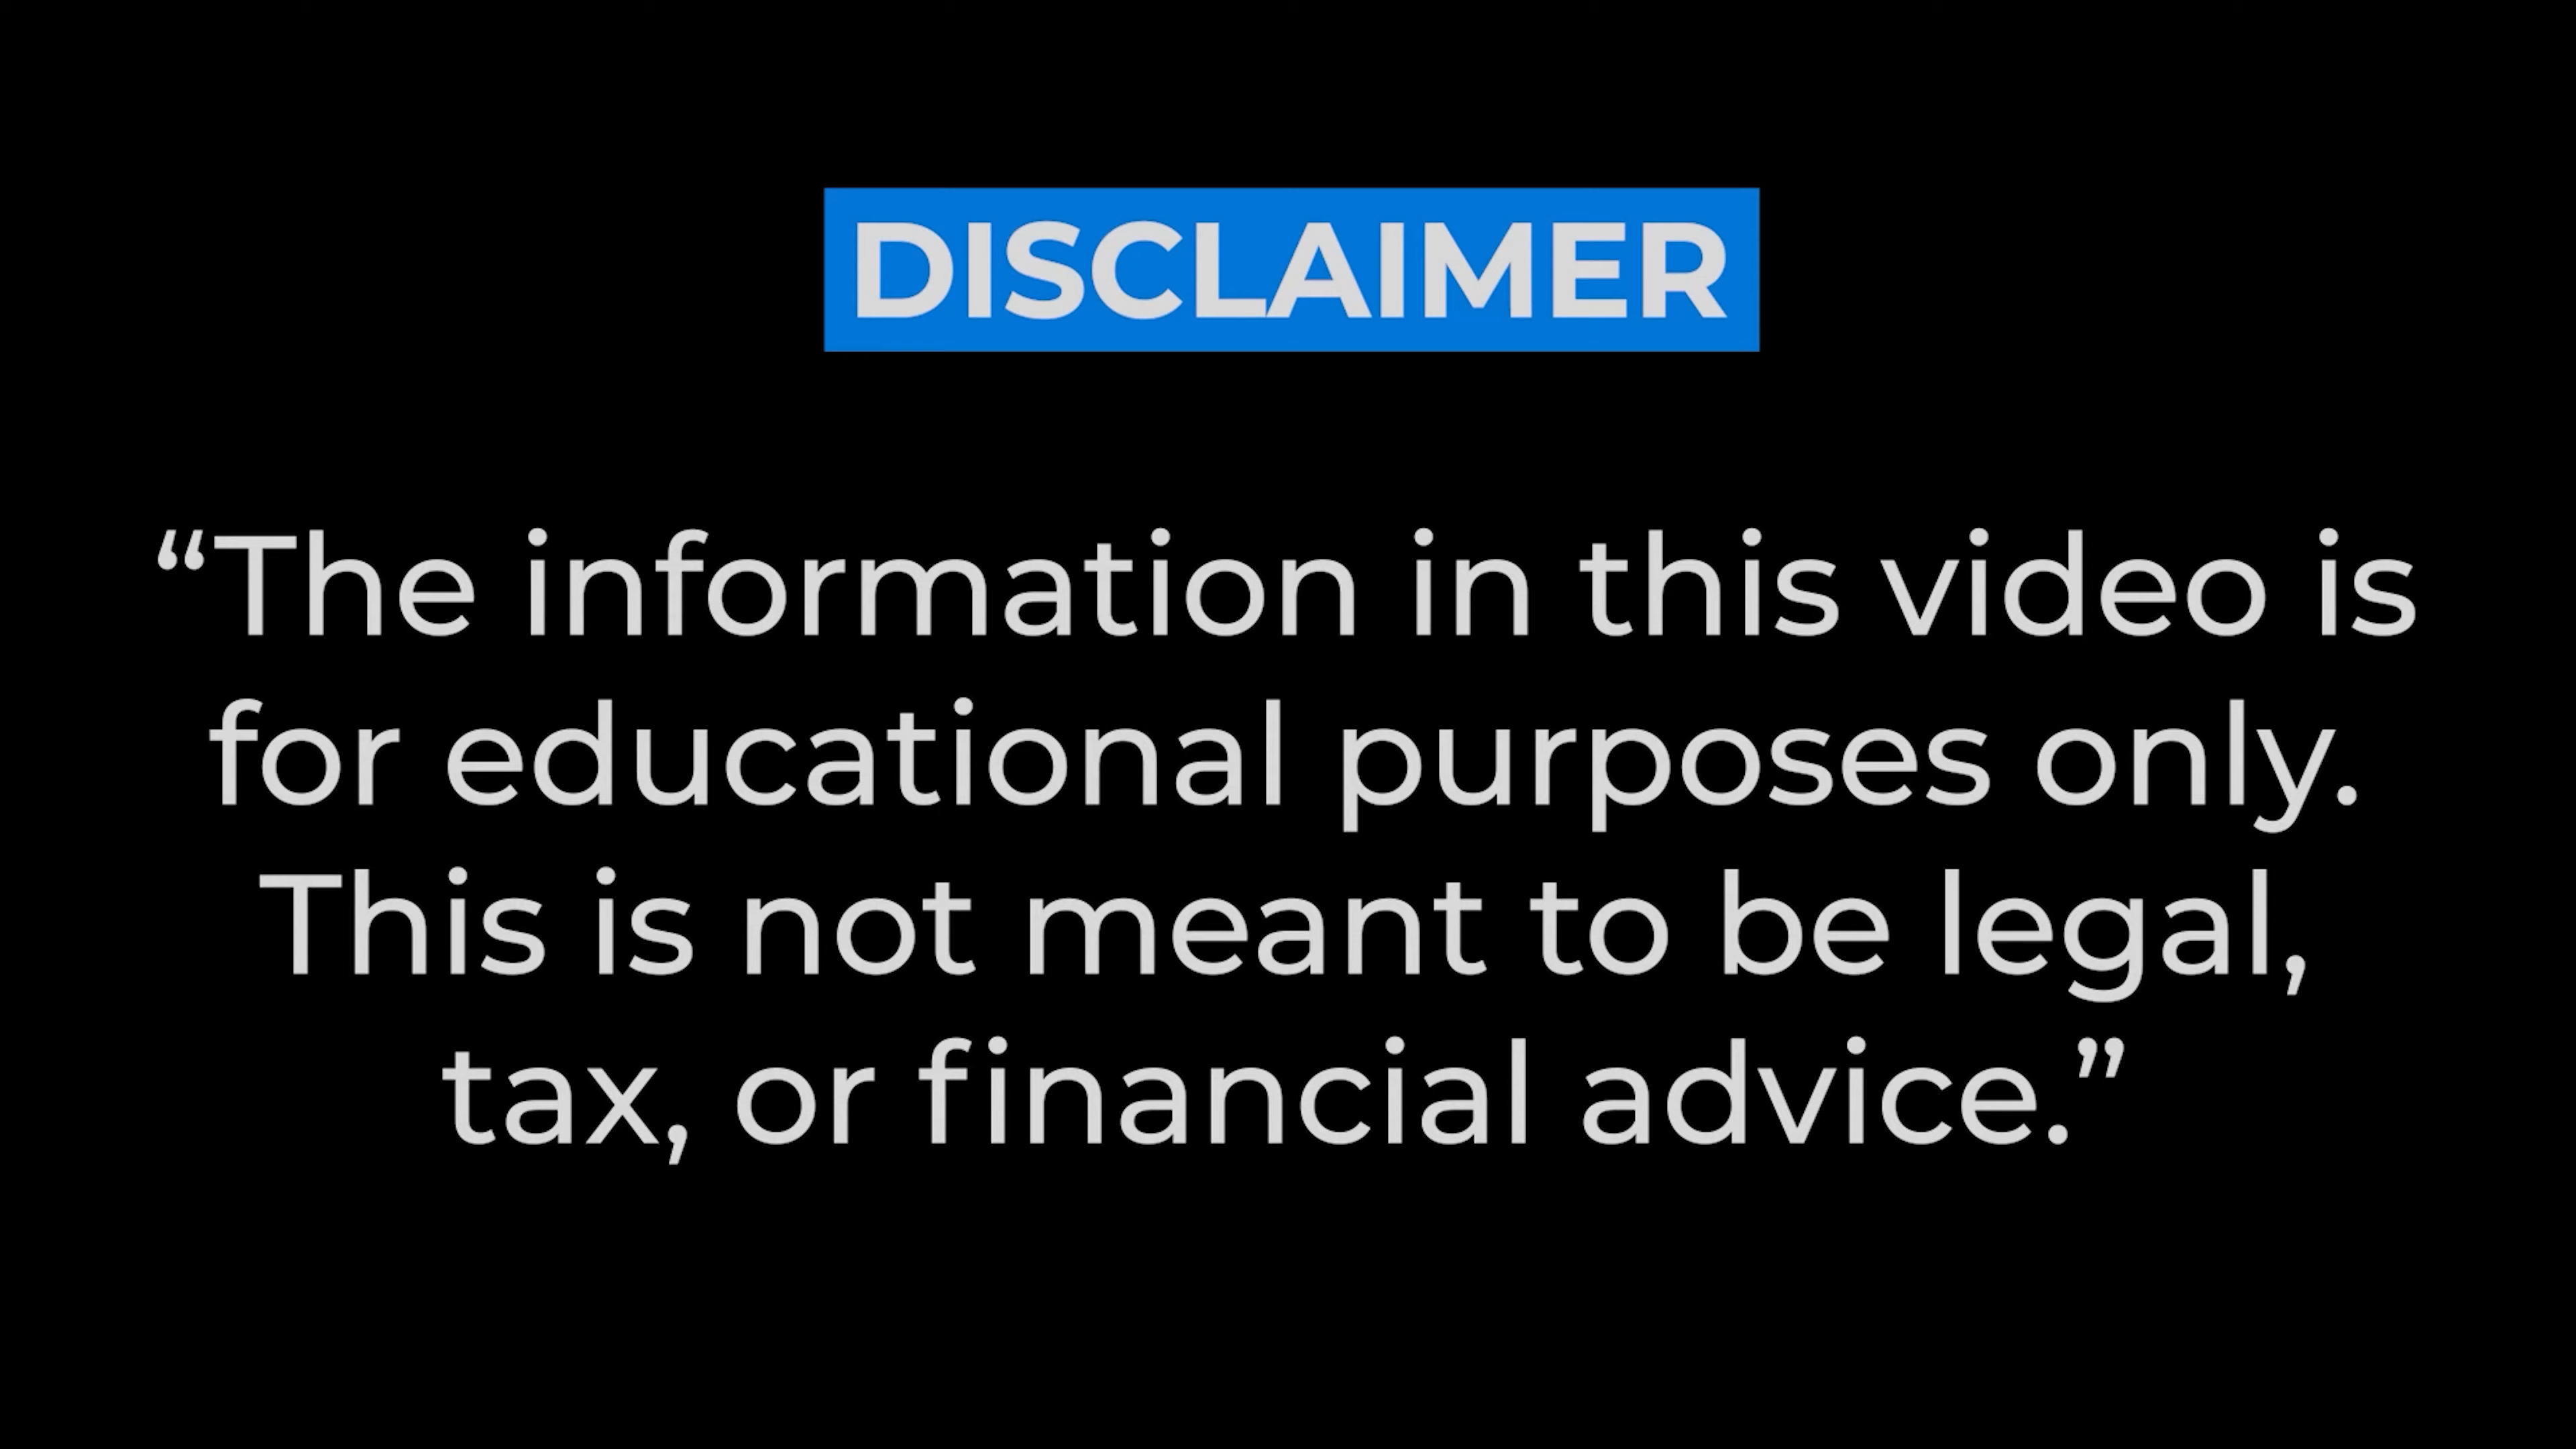 DISCLAIMER
“The information in this video is
for educational purposes only.
This is not meant to be legal,
tax, or financial advice.”